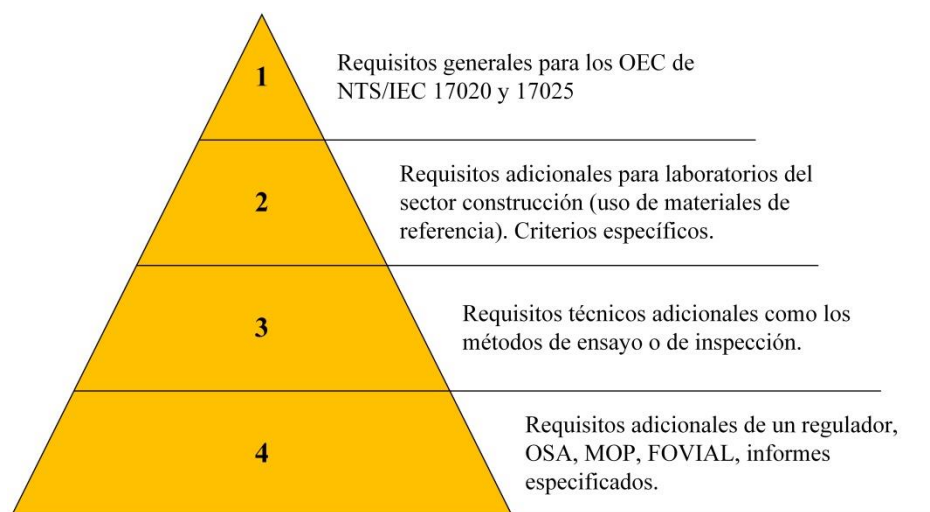 1
Requisitos generales para los OEC de
NTS/IEC 17020 y 17025
2
Requisitos adicionales para laboratorios del
sector construcción (uso de materiales de
referencia). Criterios específicos.
3
Requisitos técnicos adicionales como los
métodos de ensayo o de inspección.
4
Requisitos adicionales de un regulador,
OSA, MOP, FOVIAL, informes
especificados.